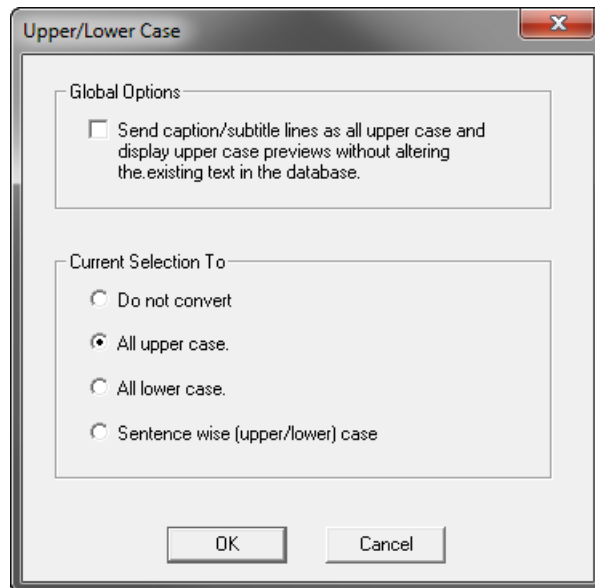 Upper/Lower Case
Global Options
Send caption/subtitle lines as all upper case and
display upper case previews without altering
the.existing text in the database.
Current Selection To
Do not convert
All upper case.
All lower case.
Sentence wise (upper/lower) case
OK
Cancel